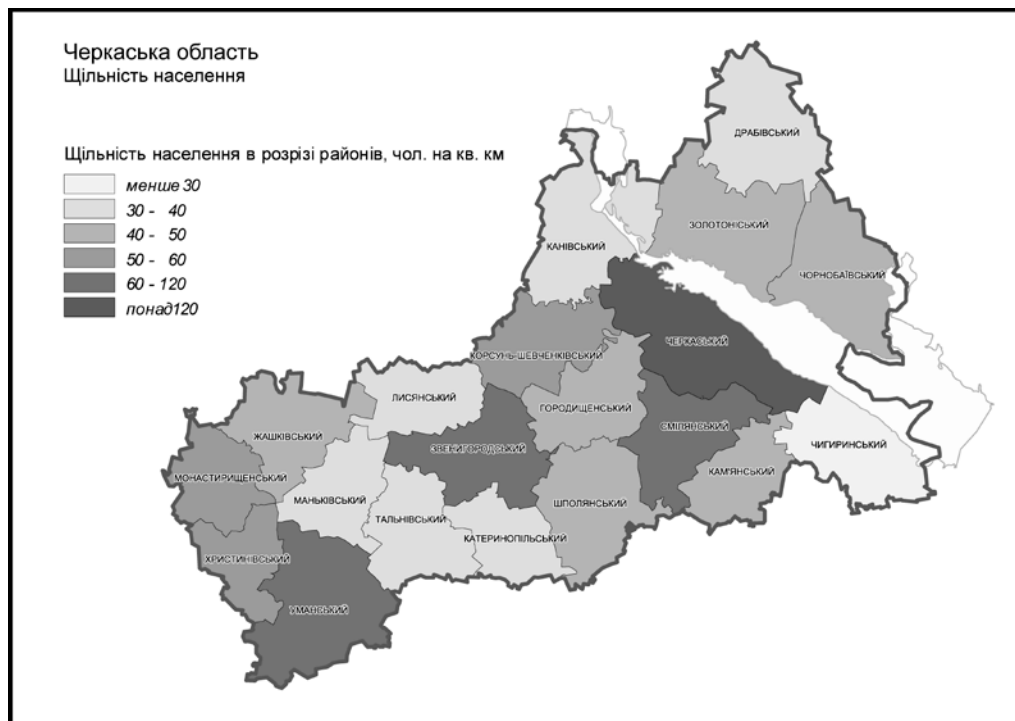 Черкаська область
Щільність населення
Щільність населення в розрізі районів, чол. на кв. км
менше 30
30 - 40
40 - 50
50 - 60
60 - 120
понад120
ДРАБІВСЬКИЙ
ЗОЛОТОНІСЬКИЙ
КАНІВСЬКИЙ
ЧОРНОБАЇВСЬКИЙ
ЧЕРКАСЬКИЙ
КОРСУНЬ-ШЕВЧЕНКІВСЬКИЙ
ЛИСЯНСЬКИЙ
ГОРОДИЩЕНСЬКИЙ
СМІЛЯНСЬКИЙ
ЖАШКІВСЬКИЙ
ЗВЕНИГОРОДСЬКИЙ
ЧИГИРИНСЬКИЙ
МОНАСТИРИЩЕНСЬКИЙ
КАМ'ЯНСЬКИЙ
МАНЬКІВСЬКИЙ
ШПОЛЯНСЬКИЙ
ТАЛЬНІВСЬКИЙ
КАТЕРИНОПІЛЬСЬКИЙ
ХРИСТИНІВСЬКИЙ
УМАНСЬКИЙ